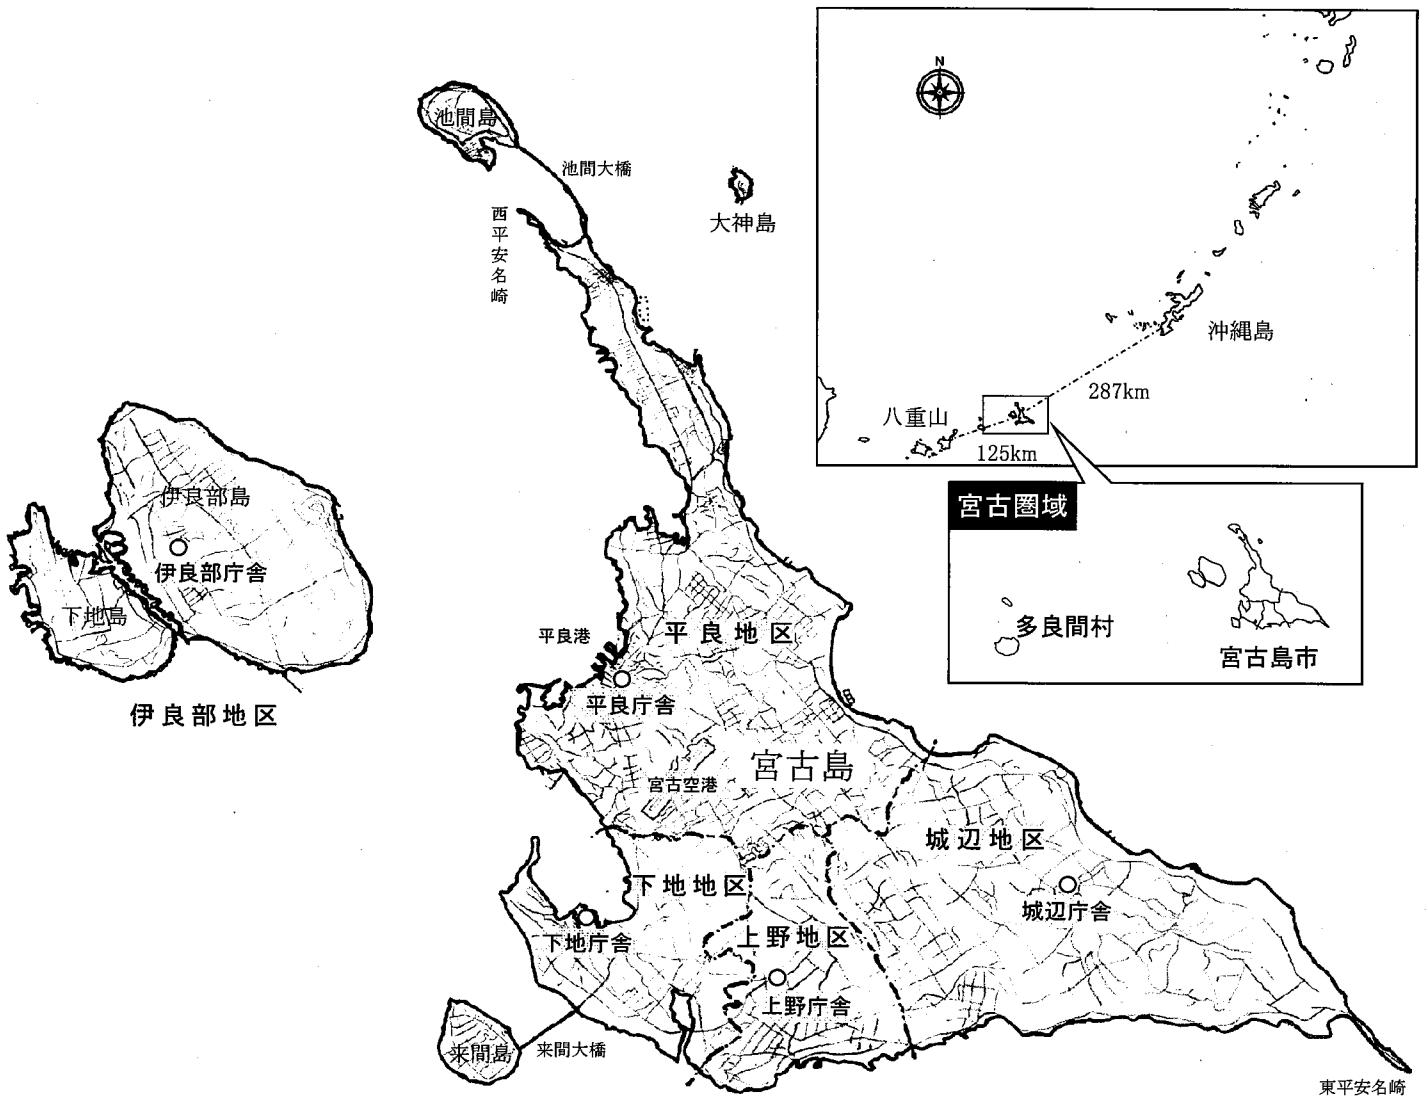 池間島
池間大橋
大神島
西平安名崎
N
沖縄島
287km
八重山
125km
宮古圏域
多良間村
宮古島市
伊良部島
伊良部庁舎
下地島
伊良部地区
平良港
平良地区
平良庁舎
宮古島
宮古空港
城辺地区
城辺庁舎
下地地区
下地庁舎
上野地区
上野庁舎
来間島
来間大橋
東平安名崎